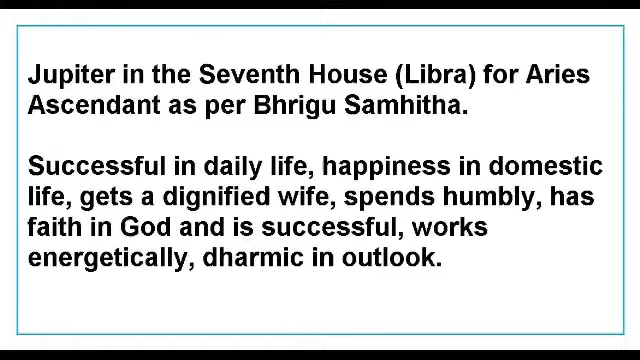 Jupiter in the Seventh House (Libra) for Aries
Ascendant as per Bhrigu Samhitha.
Successful in daily life, happiness in domestic
life, gets a dignified wife, spends humbly, has
faith in God and is successful, works
energetically, dharmic in outlook.